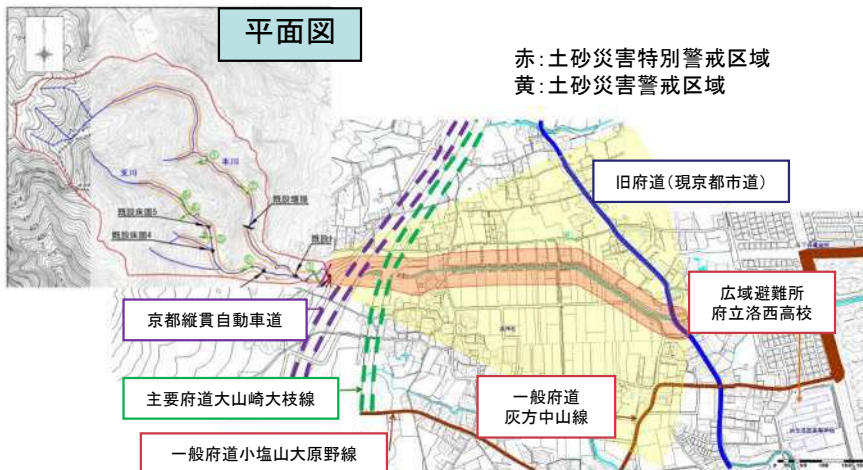 平面図
赤:土砂災害特別警戒区域
黄:土砂災害警戒区域
本川
支川
既設堰堤
既設床固5
既設床固4
旧府道(現京都市道)
広域避難所
府立洛西高校
京都縦貫自動車道
主要府道大山崎大枝線
一般府道
灰方中山線
一般府道小塩山大原野線